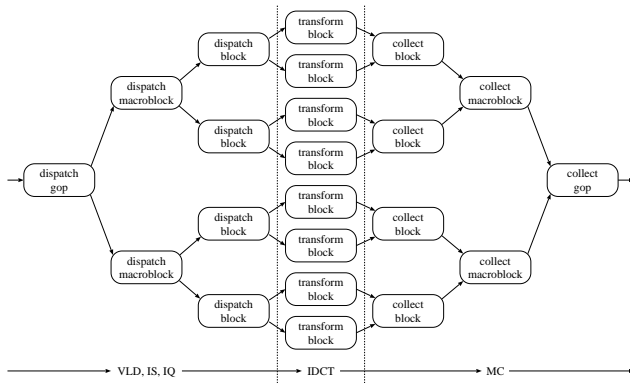 transform
block
dispatch
block
collect
block
transform
block
dispatch
macroblock
collect
macroblock
transform
block
dispatch
block
collect
block
transform
block
dispatch
gop
collect
gop
transform
block
dispatch
block
collect
block
transform
block
dispatch
macroblock
collect
macroblock
transform
block
dispatch
block
collect
block
transform
block
VLD, IS, IQ
IDCT
MC